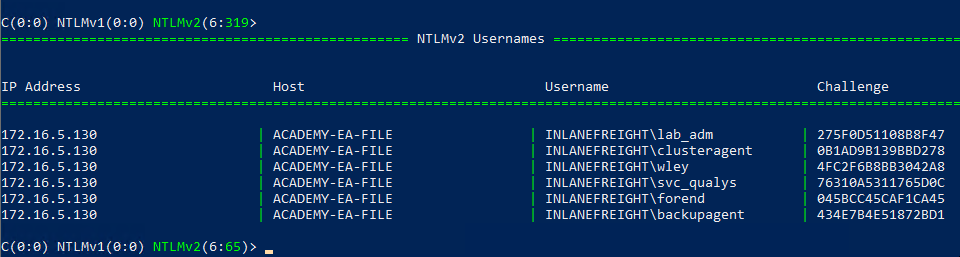 C(0:0) NTLMv1(0:0) NTLMv2(6:319>
==================================================== NTLMv2 Usernames ====================================================
IP Address Host Username Challenge
========================================================================================================================
172.16.5.130 | ACADEMY-EA-FILE | INLANEFREIGHT\lab_adm | 275F0D51108B8F47
172.16.5.130 | ACADEMY-EA-FILE | INLANEFREIGHT\clusteragent | 0B1AD9B139BBD278
172.16.5.130 | ACADEMY-EA-FILE | INLANEFREIGHT\wley | 4FC2F6B8BB3042A8
172.16.5.130 | ACADEMY-EA-FILE | INLANEFREIGHT\svc_qualys | 76310A5311765D0C
172.16.5.130 | ACADEMY-EA-FILE | INLANEFREIGHT\forend | 045BCC45CAF1CA45
172.16.5.130 | ACADEMY-EA-FILE | INLANEFREIGHT\backupagent | 434E7B4E51872BD1
C(0:0) NTLMv1(0:0) NTLMv2(6:65)>